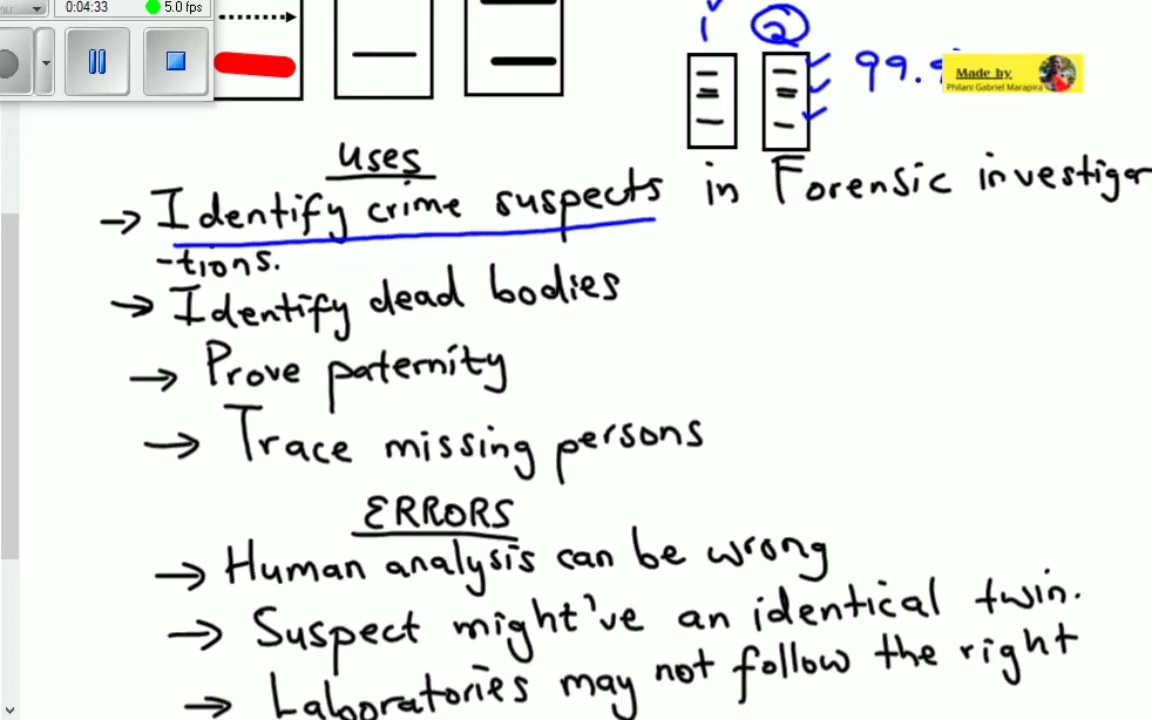 0:04:33 5.0 fps
1 2
99.
Made by
Philani Gabriel Marapira
Uses
→ Identify crime suspects in Forensic investiga
-tions.
→ Identify dead bodies
→ Prove paternity
→ Trace missing persons
ERRORS
→ Human analysis can be wrong
→ Suspect might've an identical twin.
→ Laboratories may not follow the right